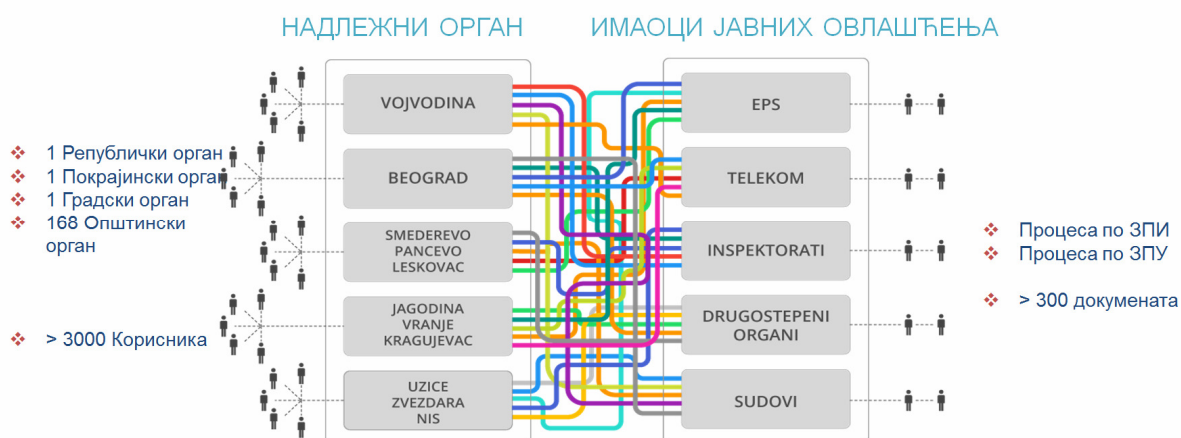 НАДЛЕЖНИ ОРГАН
ИМАОЦИ ЈАВНИХ ОВЛАШЋЕЊА
1 Републички орган
1 Покрајински орган
1 Градски орган
168 Општински
орган
> 3000 Корисника
VOJVODINA
BEOGRAD
SMEDEREVO
PANCEVO
LESKOVAC
JAGODINA
VRANJE
KRAGUJEVAC
UZICE
ZVEZDARA
NIS
EPS
TELEKOM
INSPEKTORATI
DRUGOSTEPENI
ORGANI
SUDOVI
Процеса по ЗПИ
Процеса по ЗПУ
> 300 докумената